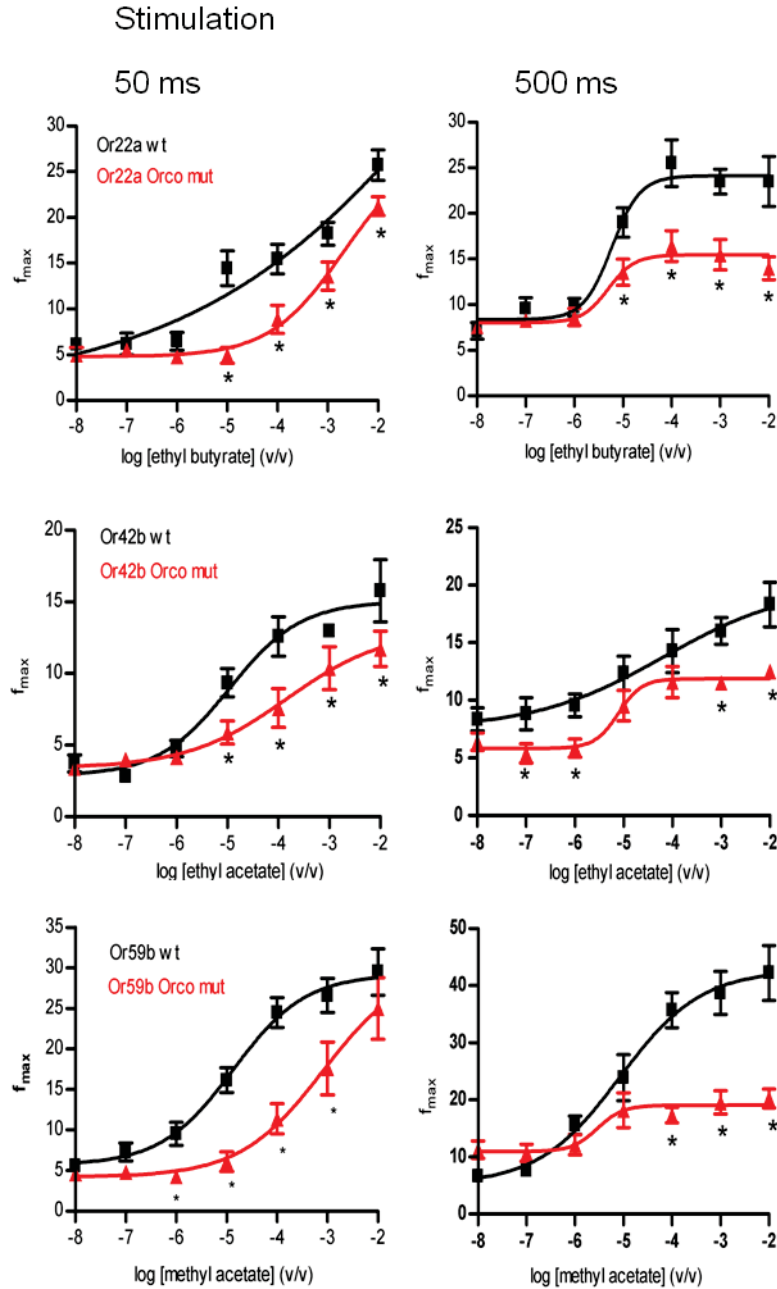 Stimulation
50 ms
500 ms
30
25
20
15
10
5
0
f max
Or22a wt
Or22a Orco mut
*
*
*
*
-8 -7 -6 -5 -4 -3 -2
log [ethyl butyrate] (v/v)
30
25
20
15
10
5
0
f max
*
*
*
*
-8 -7 -6 -5 -4 -3 -2
log [ethyl butyrate] (v/v)
20
15
10
5
0
f max
Or42b wt
Or42b Orco mut
*
*
*
*
-8 -7 -6 -5 -4 -3 -2
log [ethyl acetate] (v/v)
25
20
15
10
5
0
f max
*
*
*
*
-8 -7 -6 -5 -4 -3 -2
log [ethyl acetate] (v/v)
35
30
25
20
15
10
5
0
f max
Or59b wt
Or59b Orco mut
*
*
*
*
-8 -7 -6 -5 -4 -3 -2
log [methyl acetate] (v/v)
50
40
30
20
10
0
f max
*
*
*
-8 -7 -6 -5 -4 -3 -2
log [methyl acetate] (v/v)